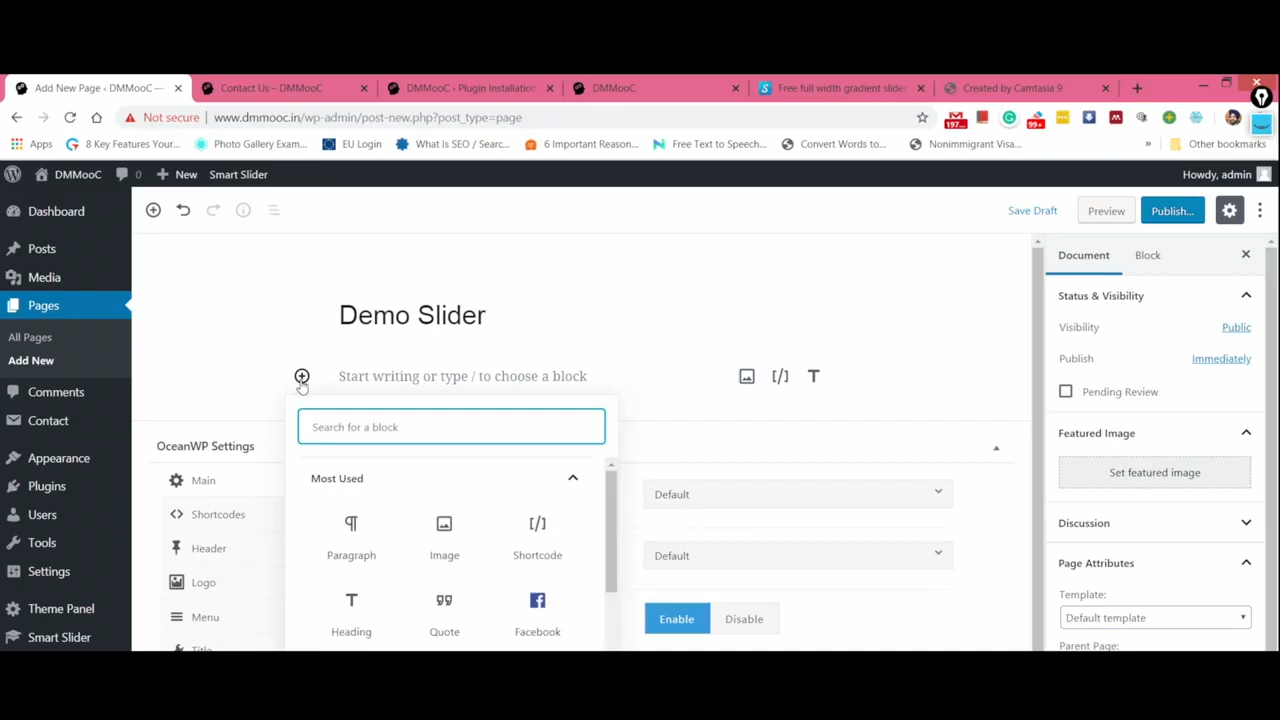 Add New Page ‹ DMMooC —
Contact Us – DMMooC
DMMooC ‹ Plugin Installation
DMMooC
Free full width gradient slider
Created by Camtasia 9
Not secure
www.dmmooc.in/wp-admin/post-new.php?post_type=page
197...
99+
Apps
8 Key Features Your...
Photo Gallery Exam...
EU Login
What Is SEO / Searc...
6 Important Reason...
Free Text to Speech...
Convert Words to...
Nonimmigrant Visa...
»
Other bookmarks
DMMooC
0
New
Smart Slider
Howdy, admin
Dashboard
Posts
Media
Pages
All Pages
Add New
Comments
Contact
Appearance
Plugins
Users
Tools
Settings
Theme Panel
Smart Slider
Save Draft
Preview
Publish...
Demo Slider
Start writing or type / to choose a block
Search for a block
Most Used
Paragraph
Image
Shortcode
Heading
Quote
Facebook
OceanWP Settings
Main
Shortcodes
Header
Logo
Menu
Title
Default
Default
Enable
Disable
Document
Block
Status & Visibility
Visibility
Public
Publish
Immediately
Pending Review
Featured Image
Set featured image
Discussion
Page Attributes
Template:
Default template
Parent Page: